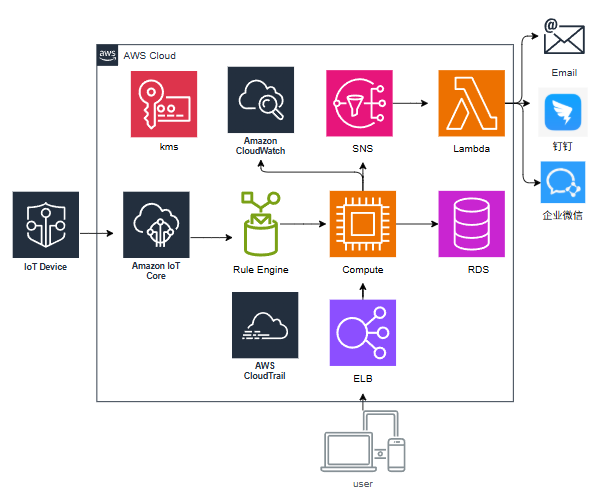 @
Email
aws
AWS Cloud
kms
Amazon
CloudWatch
SNS
Lambda
钉钉
企业微信
IoT Device
Amazon IoT
Core
Rule Engine
Compute
RDS
AWS
CloudTrail
ELB
user